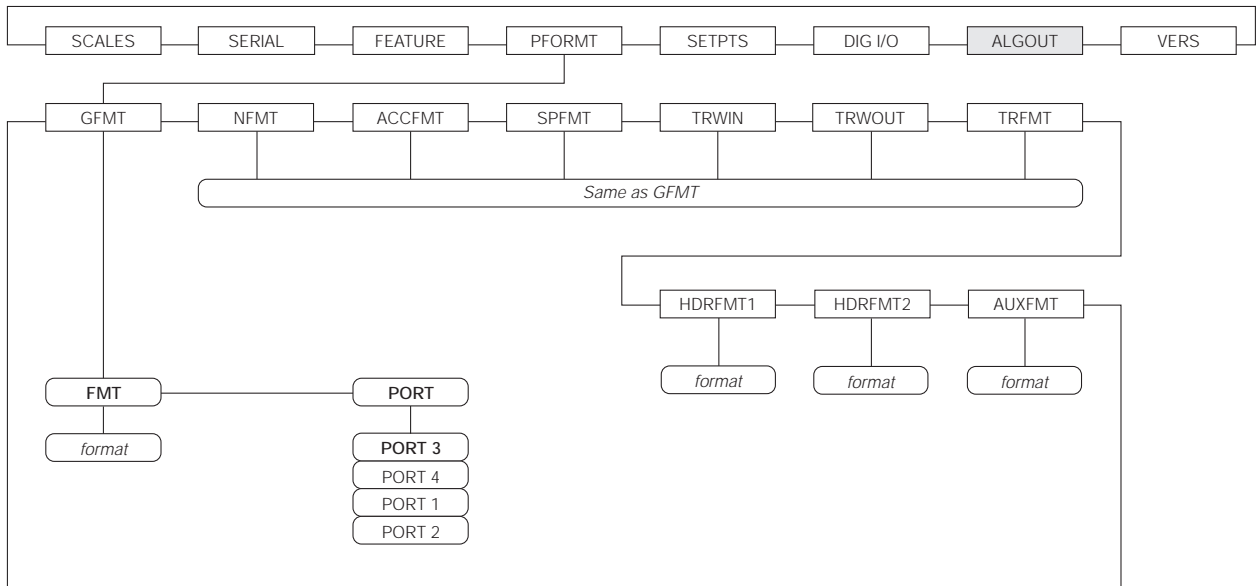 SCALES SERIAL FEATURE PFORMT SETPTS DIG I/O ALGOUT VERS
GFMT NFMT ACCFMT SPFMT TRWIN TRWOUT TRFMT
Same as GFMT
HDRFMT1 HDRFMT2 AUXFMT
format format format
FMT PORT
format
PORT 3
PORT 4
PORT 1
PORT 2